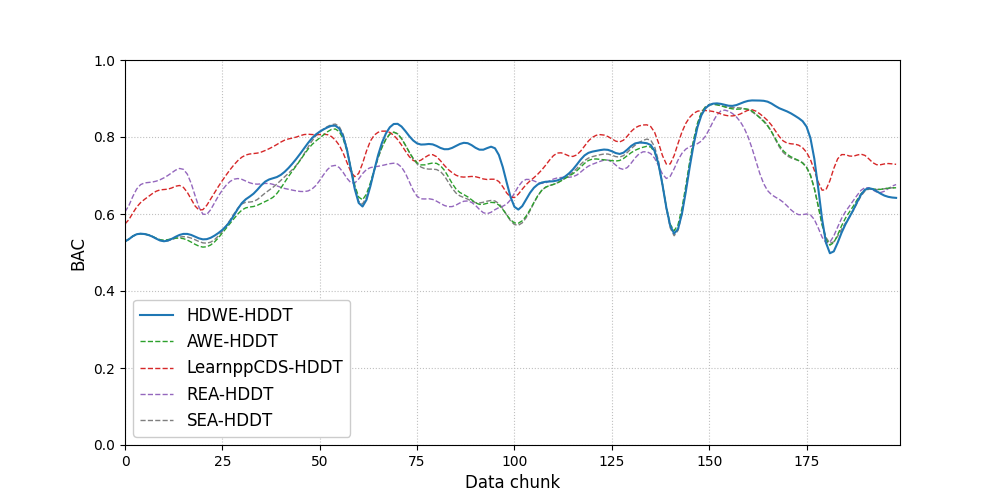 1.0
0.8
0.6
0.4
0.2
0.0
BAC
HDWE-HDDT
AWE-HDDT
LearnppCDS-HDDT
REA-HDDT
SEA-HDDT
0 25 50 75 100 125 150 175
Data chunk